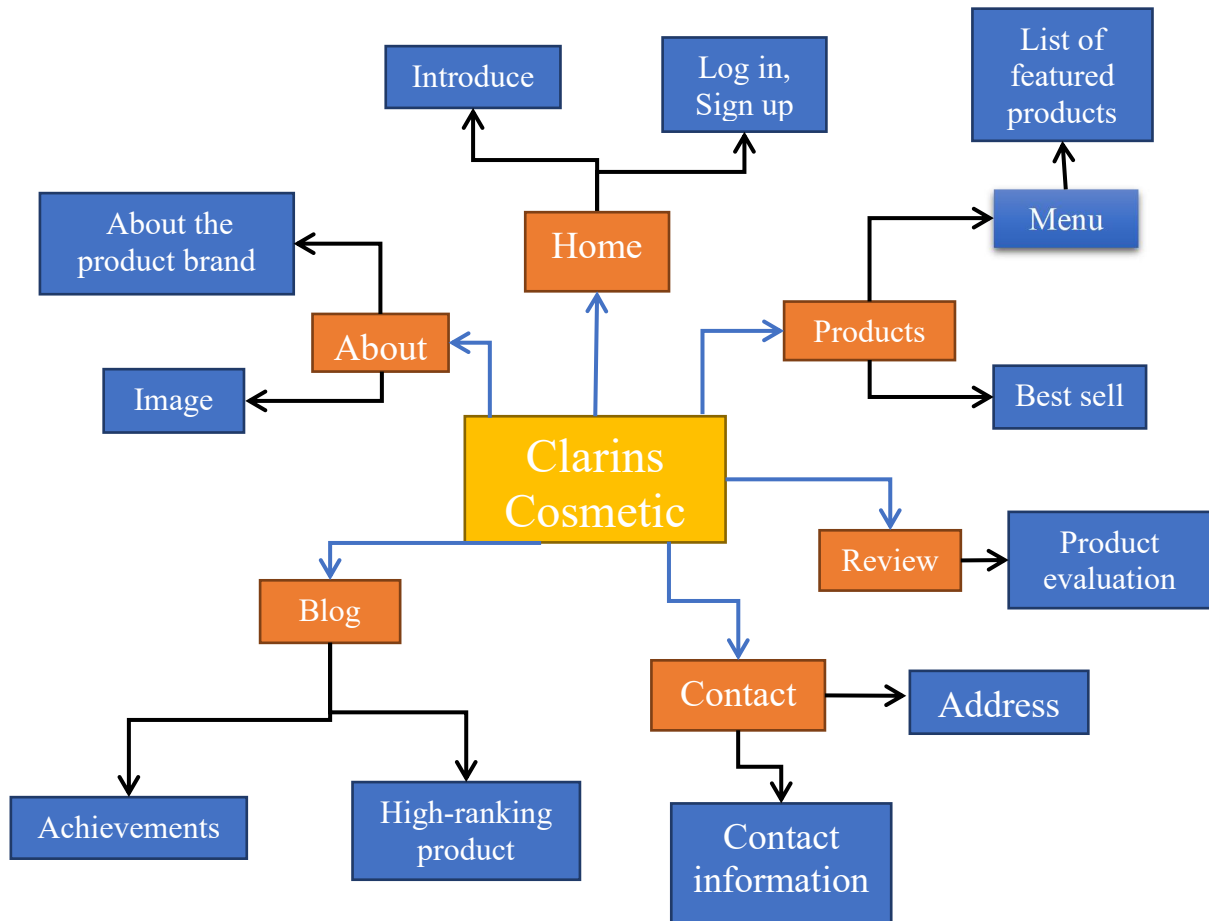 Introduce
Log in,
Sign up
List of
featured
products
About the
product brand
Home
Menu
About
Products
Image
Best sell
Clarins
Cosmetic
Review
Product
evaluation
Blog
Contact
Address
Achievements
High-ranking
product
Contact
information